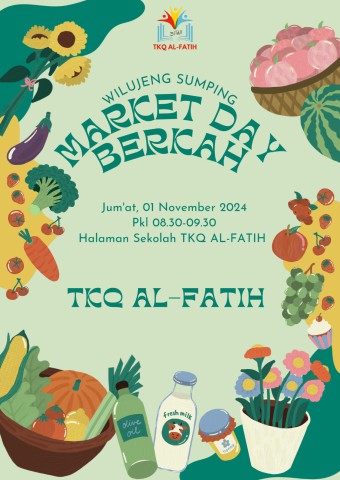 TKQ AL-FATIH
WILUJENG SUMPING
MARKET DAY
BERKAH
Jum'at, 01 November 2024
Pkl 08.30-09.30
Halaman Sekolah TKQ AL-FATIH
TKQ AL-FATIH
olive
oil
fresh milk